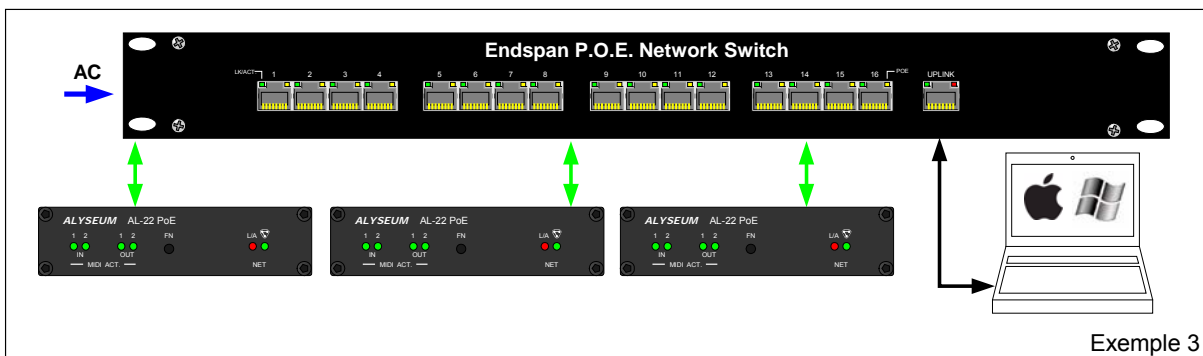 Endspan P.O.E. Network Switch
AC
LK/ACT 1 2 3 4 5 6 7 8 9 10 11 12 13 14 15 16 POE UPLINK
ALYSEUM AL-22 PoE
1 2 1 2 FN L/A
IN OUT
MIDI ACT. NET
ALYSEUM AL-22 PoE
1 2 1 2 FN L/A
IN OUT
MIDI ACT. NET
ALYSEUM AL-22 PoE
1 2 1 2 FN L/A
IN OUT
MIDI ACT. NET
Exemple 3